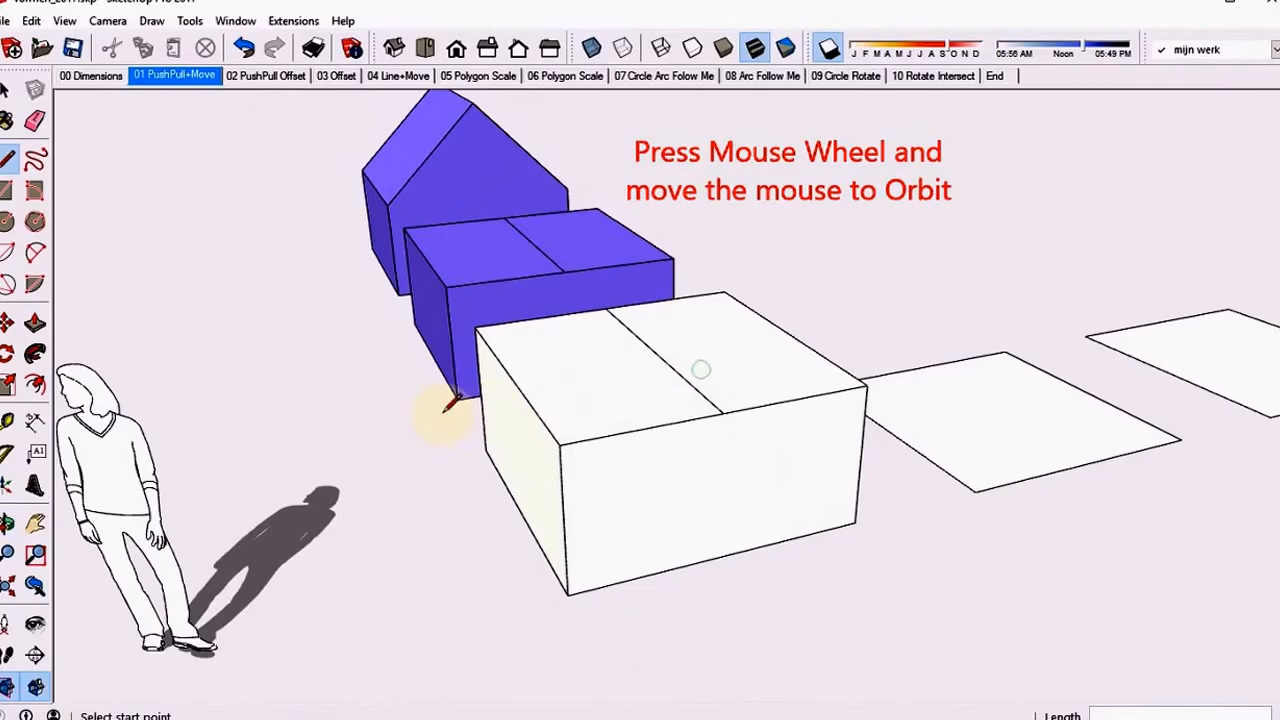 Edit View Camera Draw Tools Window Extensions Help
J F M A M J J A S O N D 05:56 AM Noon 05:49 PM mijn werk
00 Dimensions 01 PushPull+Move 02 PushPull Offset 03 Offset 04 Line+Move 05 Polygon Scale 06 Polygon Scale 07 Circle Arc Folow Me 08 Arc Follow Me 09 Circle Rotate 10 Rotate Intersect End
Press Mouse Wheel and
move the mouse to Orbit
A1
Select start point Length